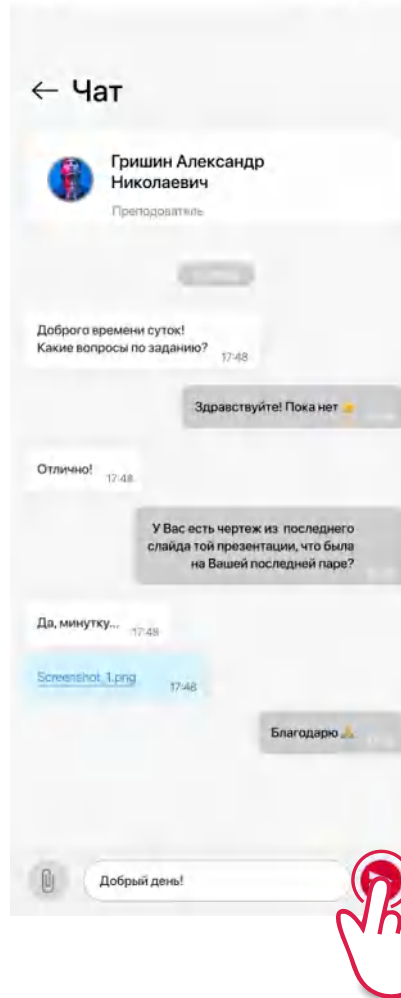 ← Чат
Гришин Александр
Николаевич
Преподователь
Доброго времени суток!
Какие вопросы по заданию?
17:48
Здравствуйте! Пока нет
Отлично!
17:48
У Вас есть чертеж из последнего
слайда той презентации, что была
на Вашей последней паре?
Да, минутку...
17:48
Screenshot_1.png
17:48
Благодарю
Добрый день!